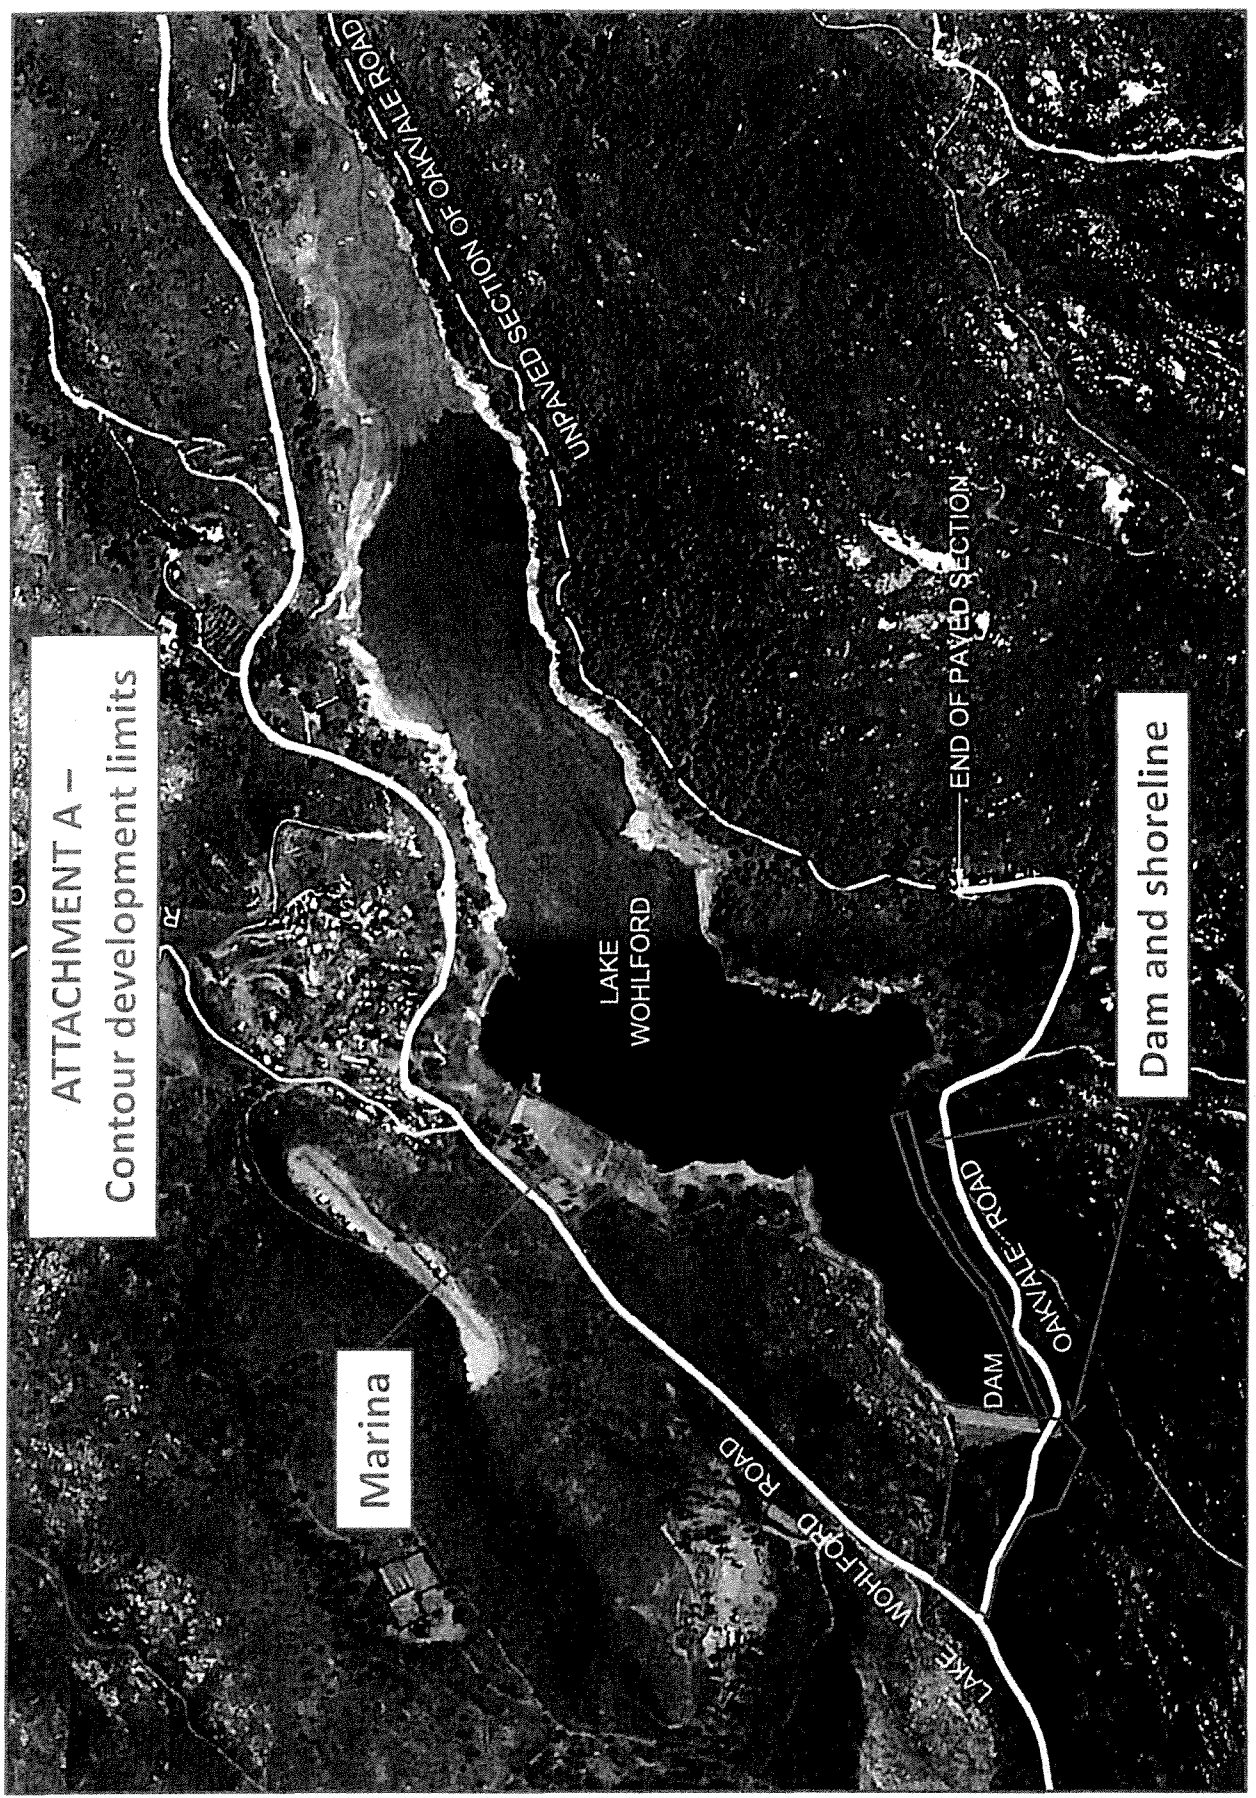 ATTACHMENT A –
Contour development limits
Marina
Dam and shoreline
LAKE
WOHLFORD
UNPAVED SECTION OF OAKVALE ROAD
END OF PAVED SECTION
OAKVALE ROAD
DAM
LAKE WOHLFORD ROAD